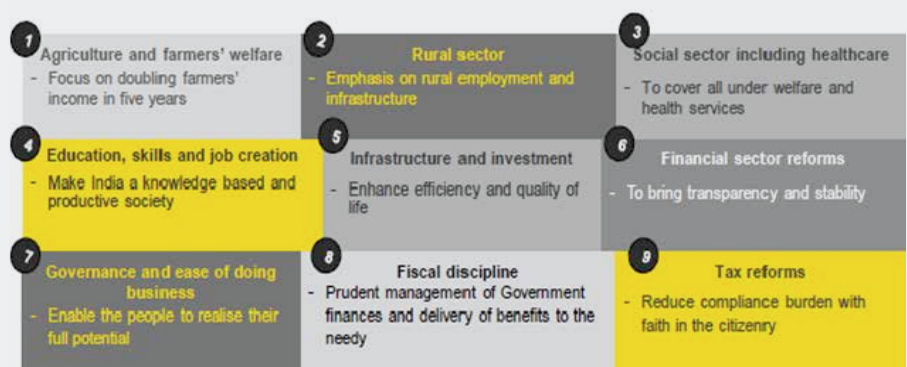 1
Agriculture and farmers' welfare
- Focus on doubling farmers'
income in five years
2
Rural sector
- Emphasis on rural employment and
infrastructure
3
Social sector including healthcare
- To cover all under welfare and
health services
4
Education, skills and job creation
- Make India a knowledge based and
productive society
5
Infrastructure and investment
- Enhance efficiency and quality of
life
6
Financial sector reforms
- To bring transparency and stability
7
Governance and ease of doing
business
- Enable the people to realise their
full potential
8
Fiscal discipline
- Prudent management of Government
finances and delivery of benefits to the
needy
9
Tax reforms
- Reduce compliance burden with
faith in the citizenry